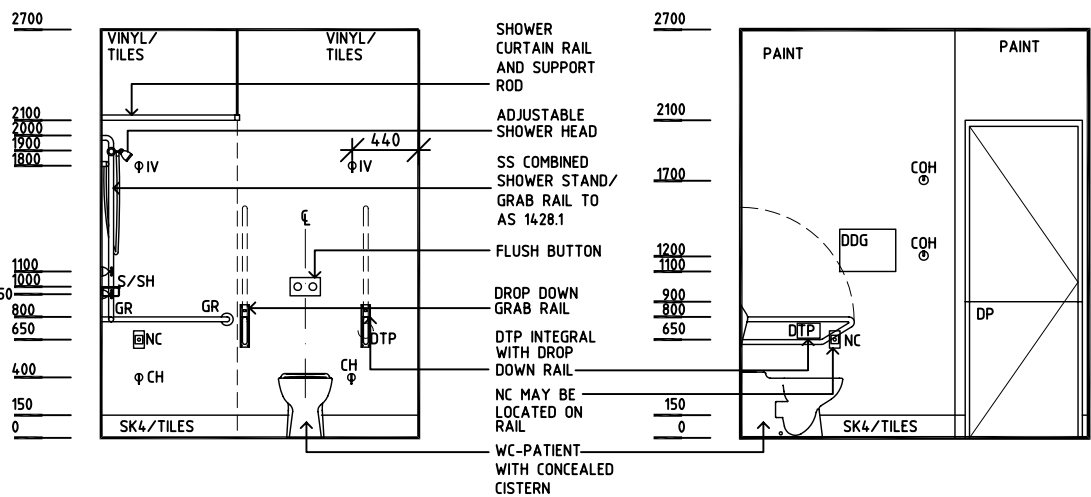 2700
2100
2000
1900
1800
1100
1000
50
800
650
400
150
0
VINYL/
TILES
VINYL/
TILES
440
IV
IV
℄
S/SH
GR
GR
NC
DTP
CH
CH
SK4/TILES
SHOWER
CURTAIN RAIL
AND SUPPORT
ROD
ADJUSTABLE
SHOWER HEAD
SS COMBINED
SHOWER STAND/
GRAB RAIL TO
AS 1428.1
FLUSH BUTTON
DROP DOWN
GRAB RAIL
DTP INTEGRAL
WITH DROP
DOWN RAIL
NC MAY BE
LOCATED ON
RAIL
WC-PATIENT
WITH CONCEALED
CISTERN
2700
2100
1700
1200
1100
900
800
650
400
150
0
PAINT
PAINT
COH
DDG
COH
DP
DTP
NC
SK4/TILES